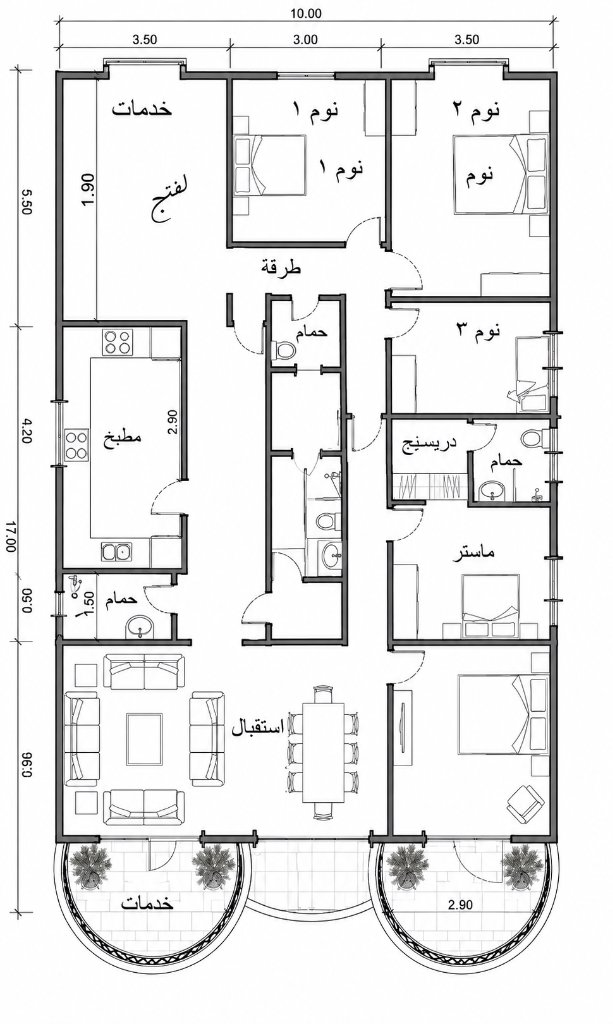 10.00
3.50 3.00 3.50
خدمات
نوم ١
نوم ٢
نوم 1
نوم
1.90
5.50
لفتح
طرقة
حمام
نوم ٣
4.20
مطبخ
2.90
دريسنج
حمام
17.00
ماستر
1.50
حمام
0.50
استقبال
0.96
خدمات
2.90